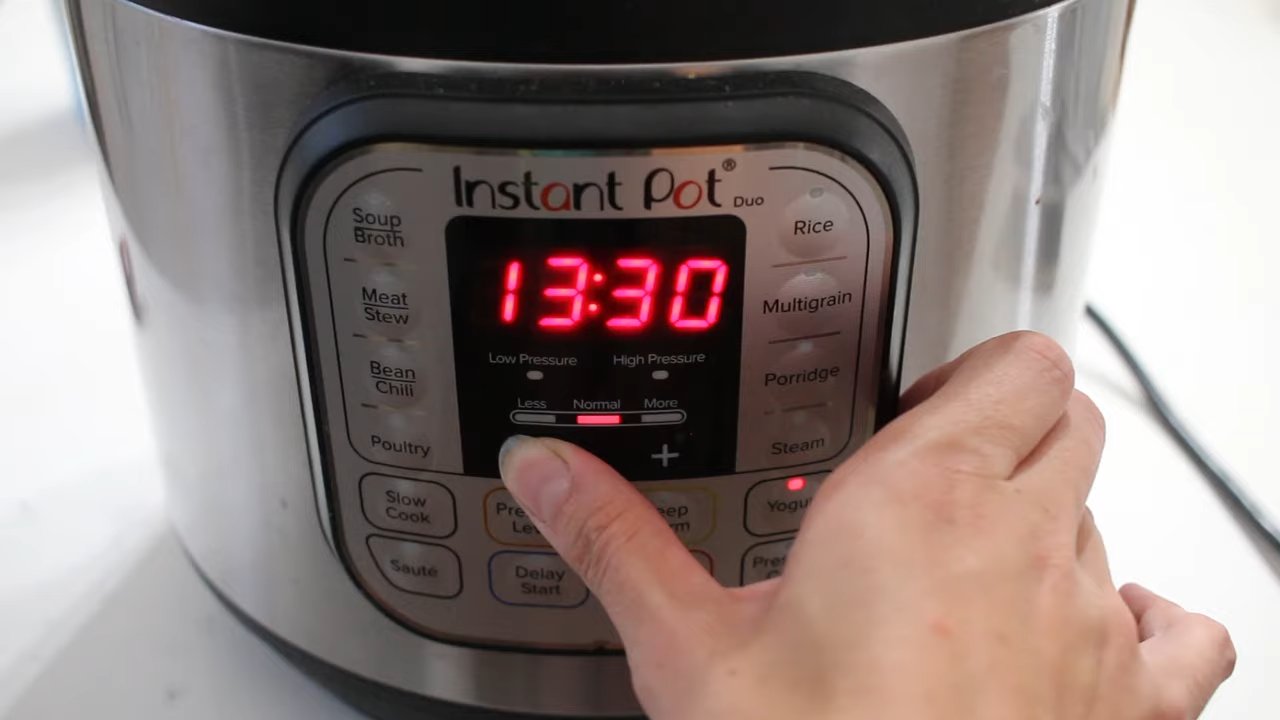 Instant Pot® Duo
Soup
Broth
Meat
Stew
Bean
Chili
Poultry
13:30
Low Pressure High Pressure
Less Normal More
+
Rice
Multigrain
Porridge
Steam
Slow
Cook
Sauté
Delay
Start